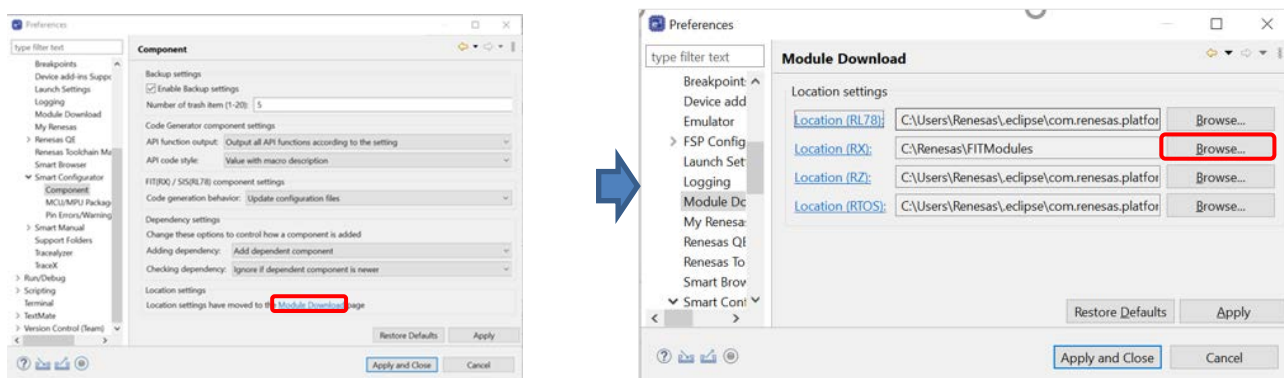 Preferences
type filter text
Breakpoints
Device add-ins Suppc
Launch Settings
Logging
Module Download
My Renesas
Renesas QE
Renesas Toolchain Ma
Smart Browser
Smart Configurator
Component
MCU/MPU Packag
Pin Errors/Warning
Smart Manual
Support Folders
Tracealyzer
TraceX
Run/Debug
Scripting
Terminal
TextMate
Version Control (Team)
Component
Backup settings
Enable Backup settings
Number of trash item (1-20): 5
Code Generator component settings
API function output: Output all API functions according to the setting
API code style: Value with macro description
FIT(RX) / SIS(RL78) component settings
Code generation behavior: Update configuration files
Dependency settings
Change these options to control how a component is added
Adding dependency: Add dependent component
Checking dependency: Ignore if dependent component is newer
Location settings
Location settings have moved to the Module Download page
Restore Defaults Apply
Apply and Close Cancel
Preferences
type filter text
Breakpoint
Device add
Emulator
FSP Config
Launch Set
Logging
Module Dc
My Renesa
Renesas QE
Renesas To
Smart Brow
Smart Conf
Module Download
Location settings
Location (RL78): C:\Users\Renesas\.eclipse\com.renesas.platfor Browse...
Location (RX): C:\Renesas\FITModules Browse...
Location (RZ): C:\Users\Renesas\.eclipse\com.renesas.platfor Browse...
Location (RTOS): C:\Users\Renesas\.eclipse\com.renesas.platfor Browse...
Restore Defaults Apply
Apply and Close Cancel